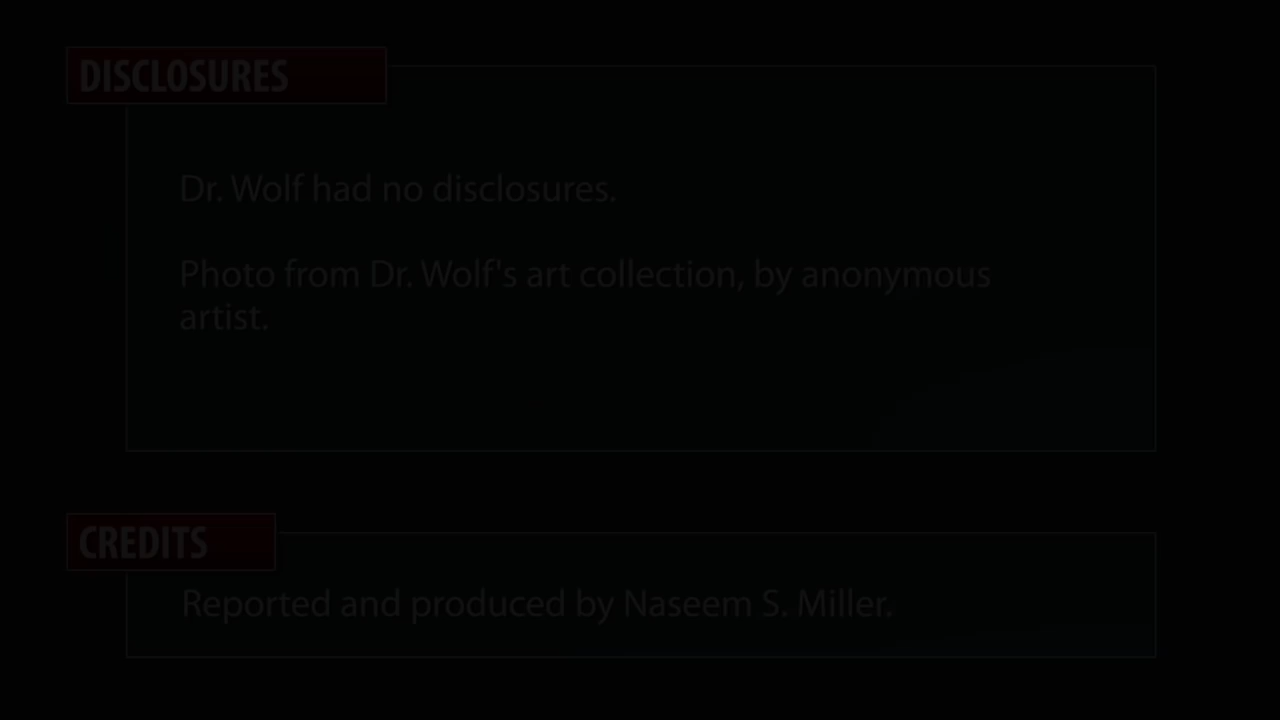 DISCLOSURES
Dr. Wolf had no disclosures.
Photo from Dr. Wolf's art collection, by anonymous
artist.
CREDITS
Reported and produced by Naseem S. Miller.